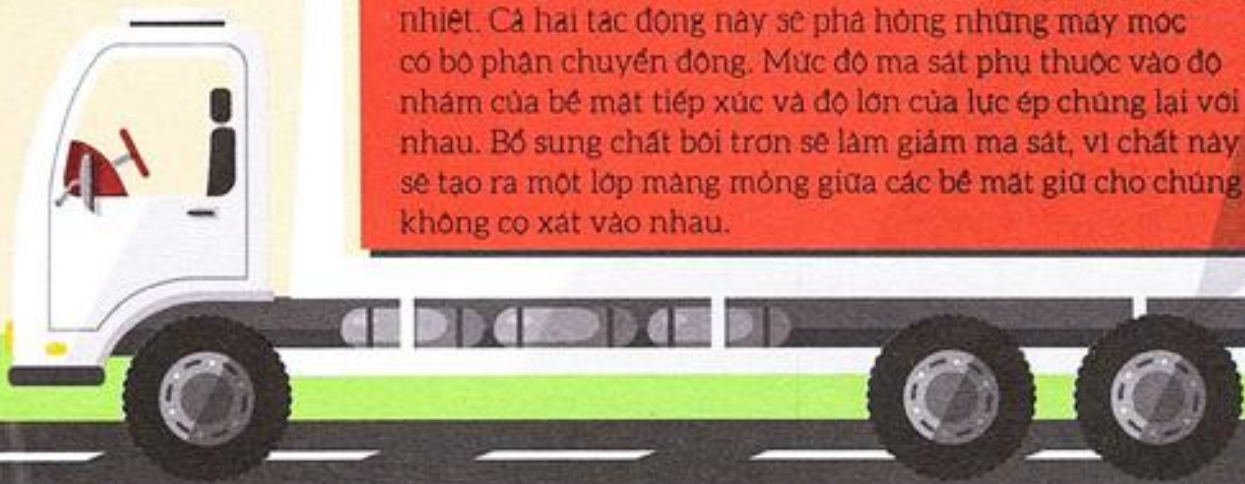 nhiệt. Cả hai tác động này sẽ phá hỏng những máy móc
có bộ phận chuyển động. Mức độ ma sát phụ thuộc vào độ
nhám của bề mặt tiếp xúc và độ lớn của lực ép chúng lại với
nhau. Bổ sung chất bôi trơn sẽ làm giảm ma sát, vì chất này
sẽ tạo ra một lớp màng mỏng giữa các bề mặt giữ cho chúng
không cọ xát vào nhau.